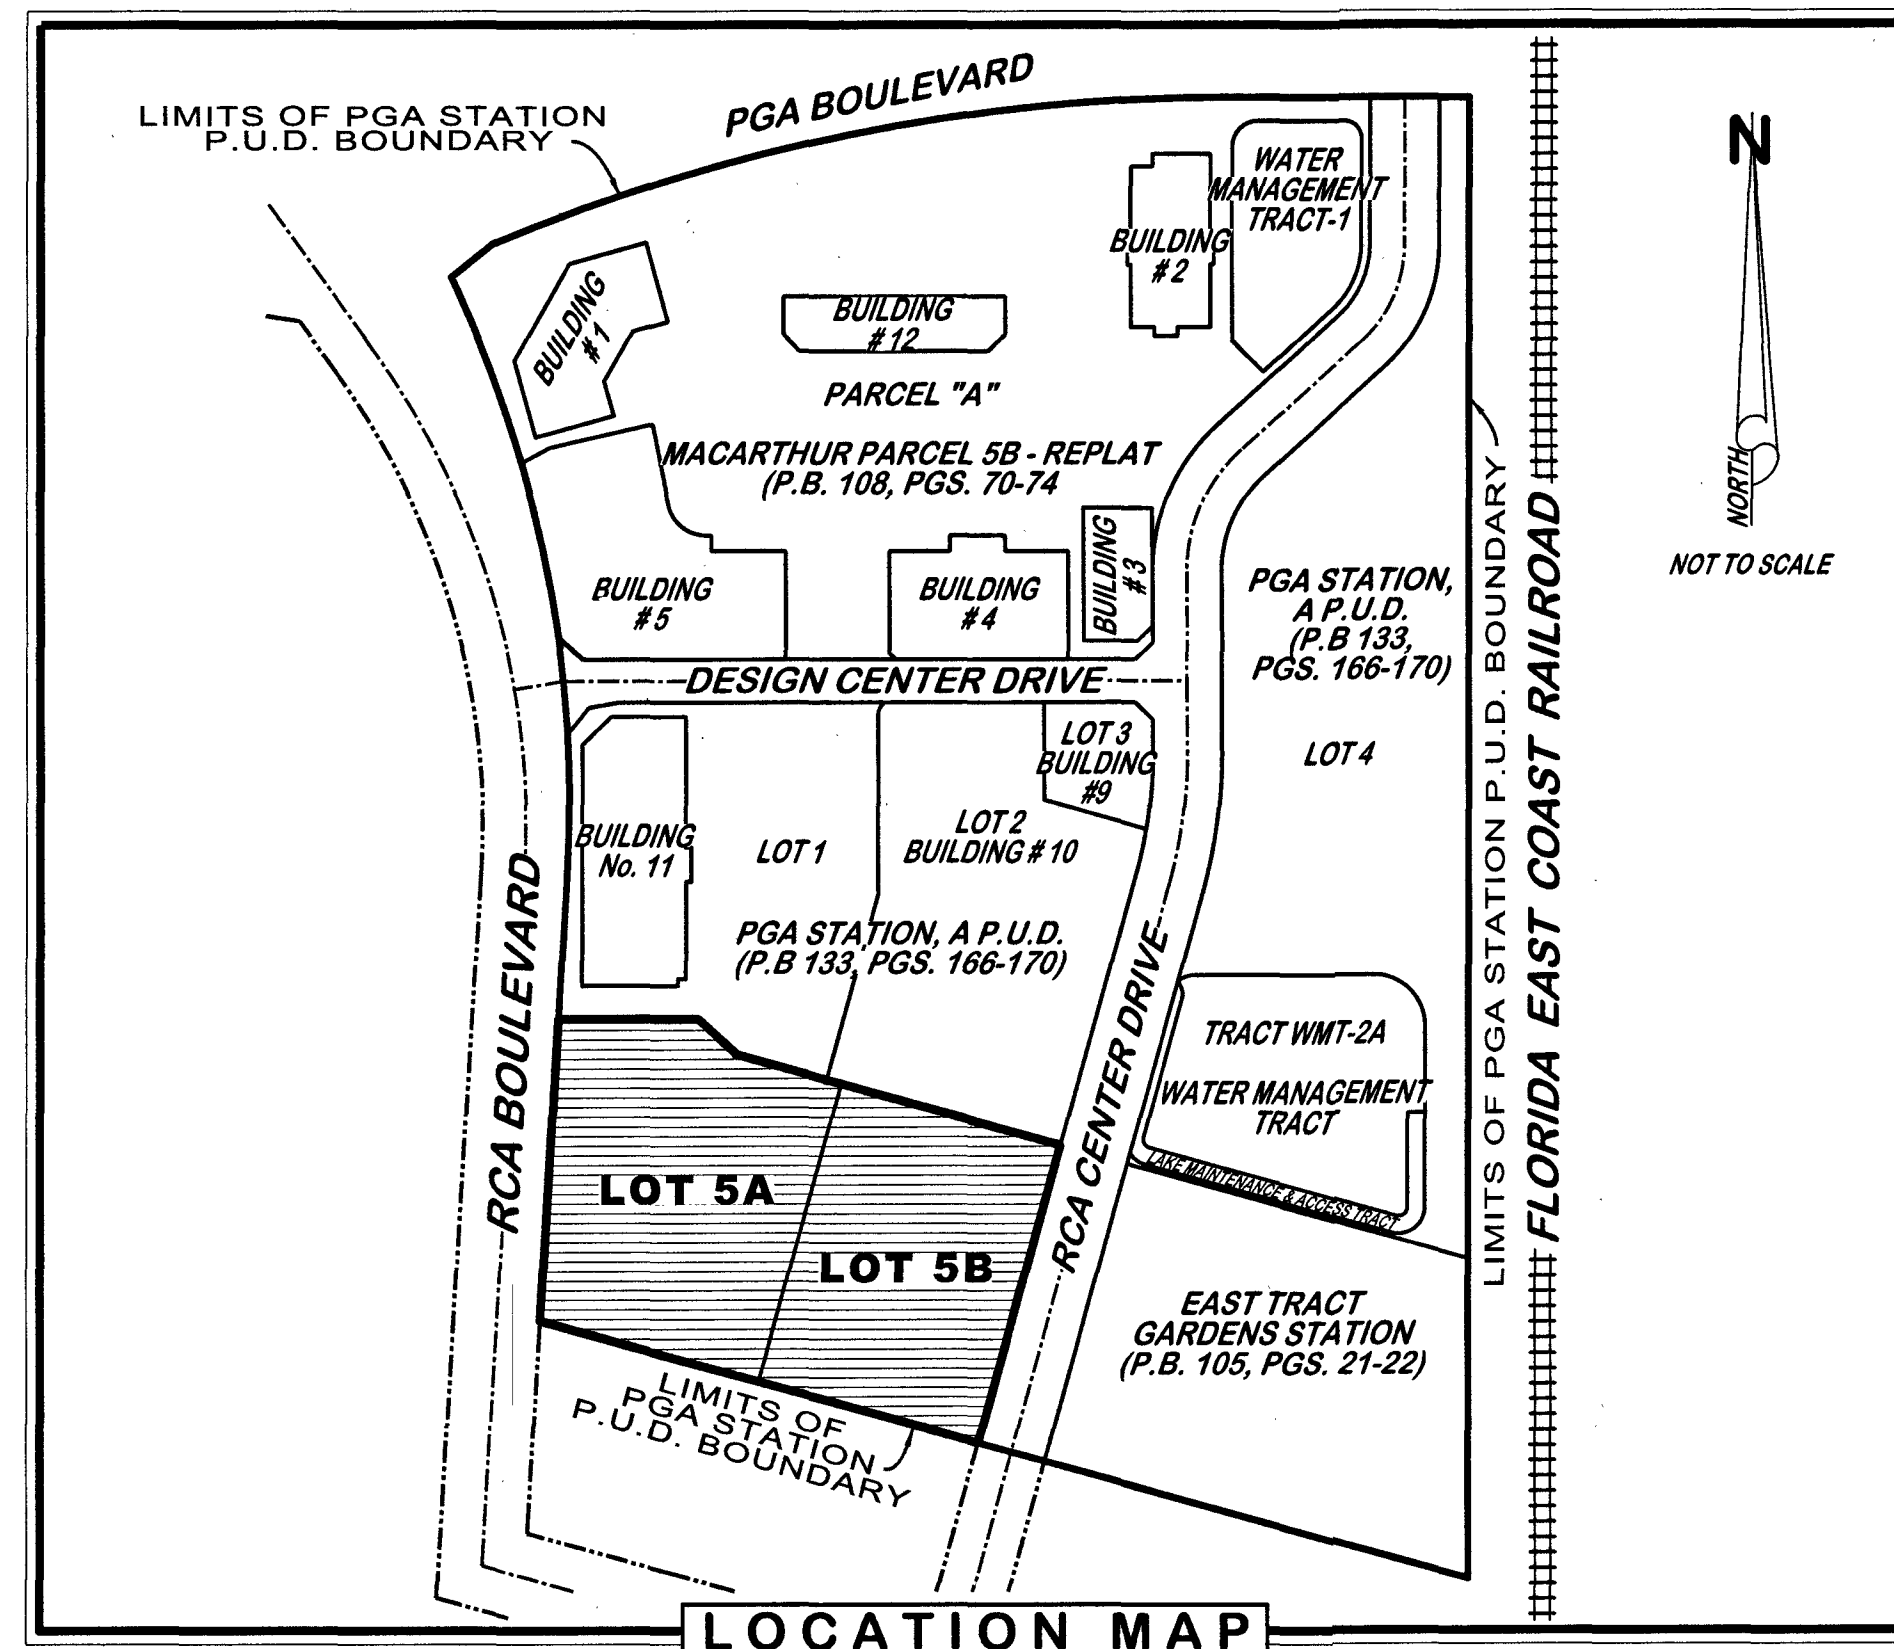 PGA BOULEVARD
LIMITS OF PGA STATION
P.U.D. BOUNDARY
N
NORTH
NOT TO SCALE
WATER
MANAGEMENT
TRACT-1
BUILDING
# 2
BUILDING
# 1
BUILDING
# 12
PARCEL "A"
MACARTHUR PARCEL 5B - REPLAT
(P.B. 108, PGS. 70-74
BUILDING
# 5
BUILDING
# 4
BUILDING
# 3
PGA STATION,
A P.U.D.
(P.B 133,
PGS. 166-170)
LOT 4
LIMITS OF PGA STATION P.U.D. BOUNDARY
FLORIDA EAST COAST RAILROAD
DESIGN CENTER DRIVE
LOT 3
BUILDING
#9
BUILDING
No. 11
LOT 1
LOT 2
BUILDING # 10
PGA STATION, A P.U.D.
(P.B 133, PGS. 166-170)
RCA BOULEVARD
RCA CENTER DRIVE
TRACT WMT-2A
WATER MANAGEMENT
TRACT
LAKE MAINTENANCE & ACCESS TRACT
LOT 5A
LOT 5B
EAST TRACT
GARDENS STATION
(P.B. 105, PGS. 21-22)
LIMITS OF
PGA STATION
P.U.D. BOUNDARY
LOCATION MAP